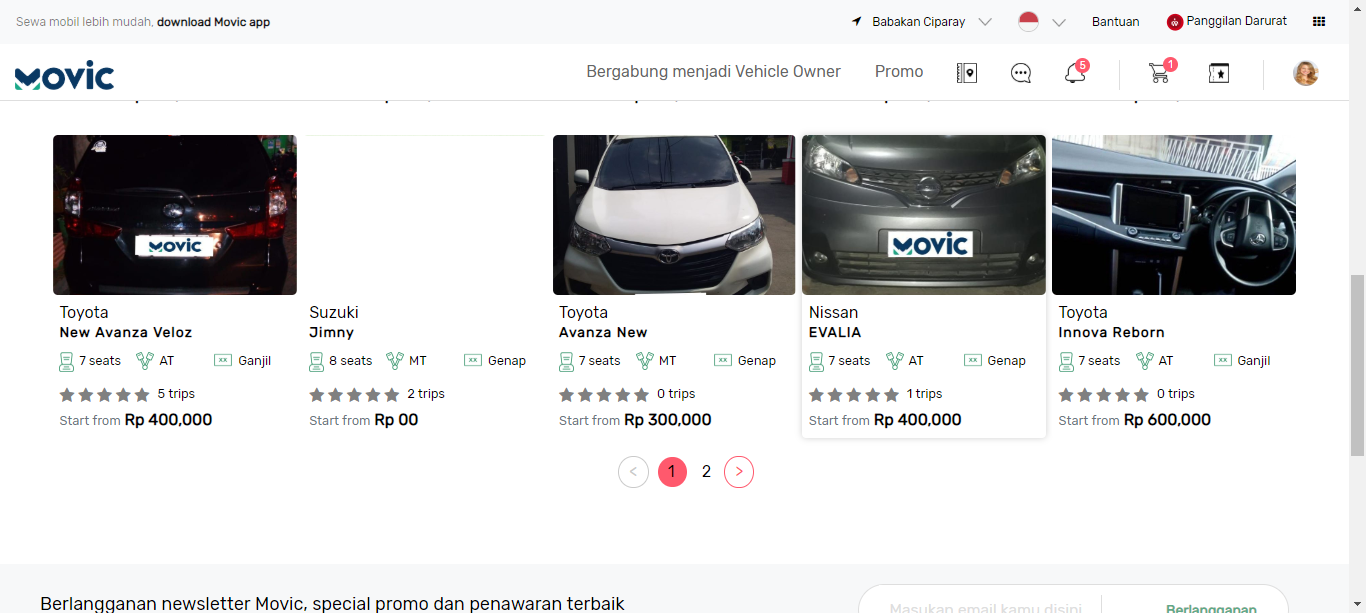 Sewa mobil lebih mudah, download Movic app
Babakan Ciparay
Bantuan
Panggilan Darurat
MOVIC
Bergabung menjadi Vehicle Owner
Promo
5
1
MOVIC
MOVIC
Toyota
New Avanza Veloz
7 seats AT xx Ganjil
5 trips
Start from Rp 400,000
Suzuki
Jimny
8 seats MT xx Genap
2 trips
Start from Rp 00
Toyota
Avanza New
7 seats MT xx Genap
0 trips
Start from Rp 300,000
Nissan
EVALIA
7 seats AT xx Genap
1 trips
Start from Rp 400,000
Toyota
Innova Reborn
7 seats AT xx Ganjil
0 trips
Start from Rp 600,000
< 1 2 >
Berlangganan newsletter Movic, special promo dan penawaran terbaik
Masukan email kamu disini
Berlangganan